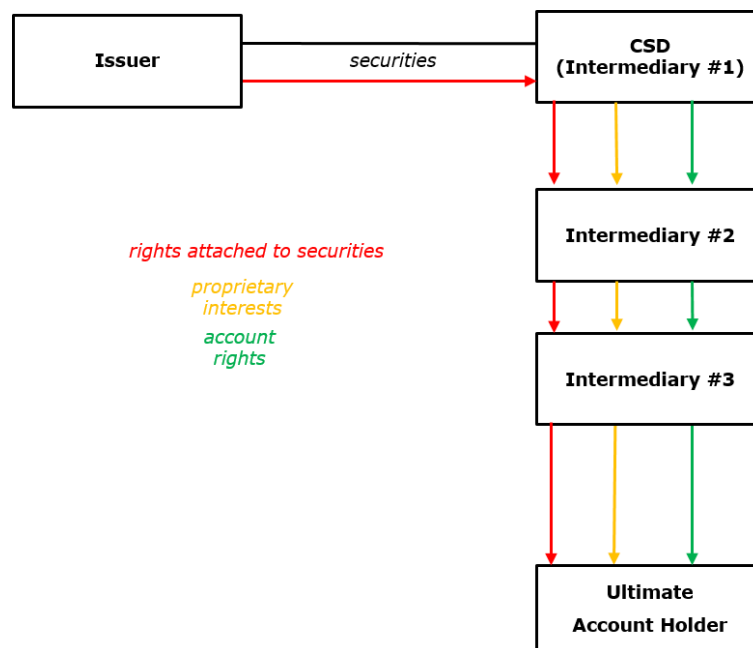 Issuer
securities
CSD
(Intermediary #1)
Intermediary #2
rights attached to securities
proprietary
interests
account
rights
Intermediary #3
Ultimate
Account Holder